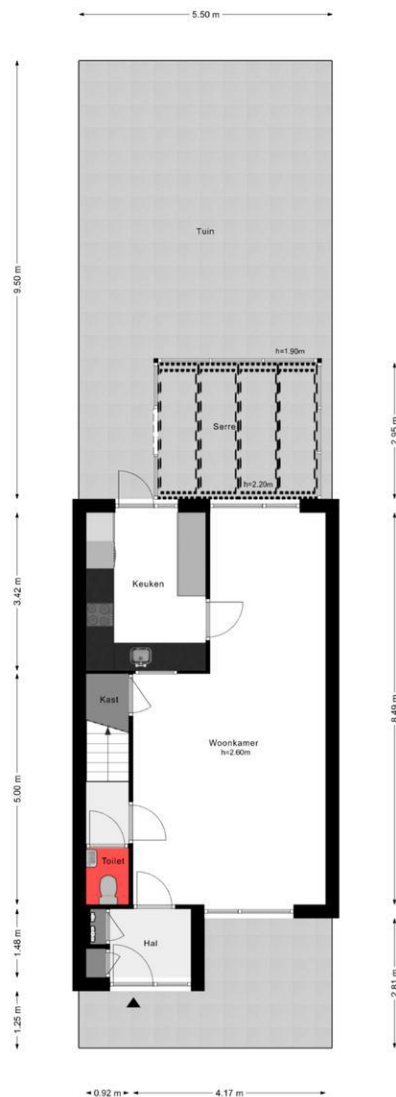 5.50 m
Tuin
9.50 m
h=1.90m
Serre
2.95 m
h=2.20m
Keuken
3.42 m
Kast
Woonkamer
h=2.60m
8.49 m
5.00 m
Toilet
Hal
1.48 m
2.81 m
1.25 m
0.92 m
4.17 m